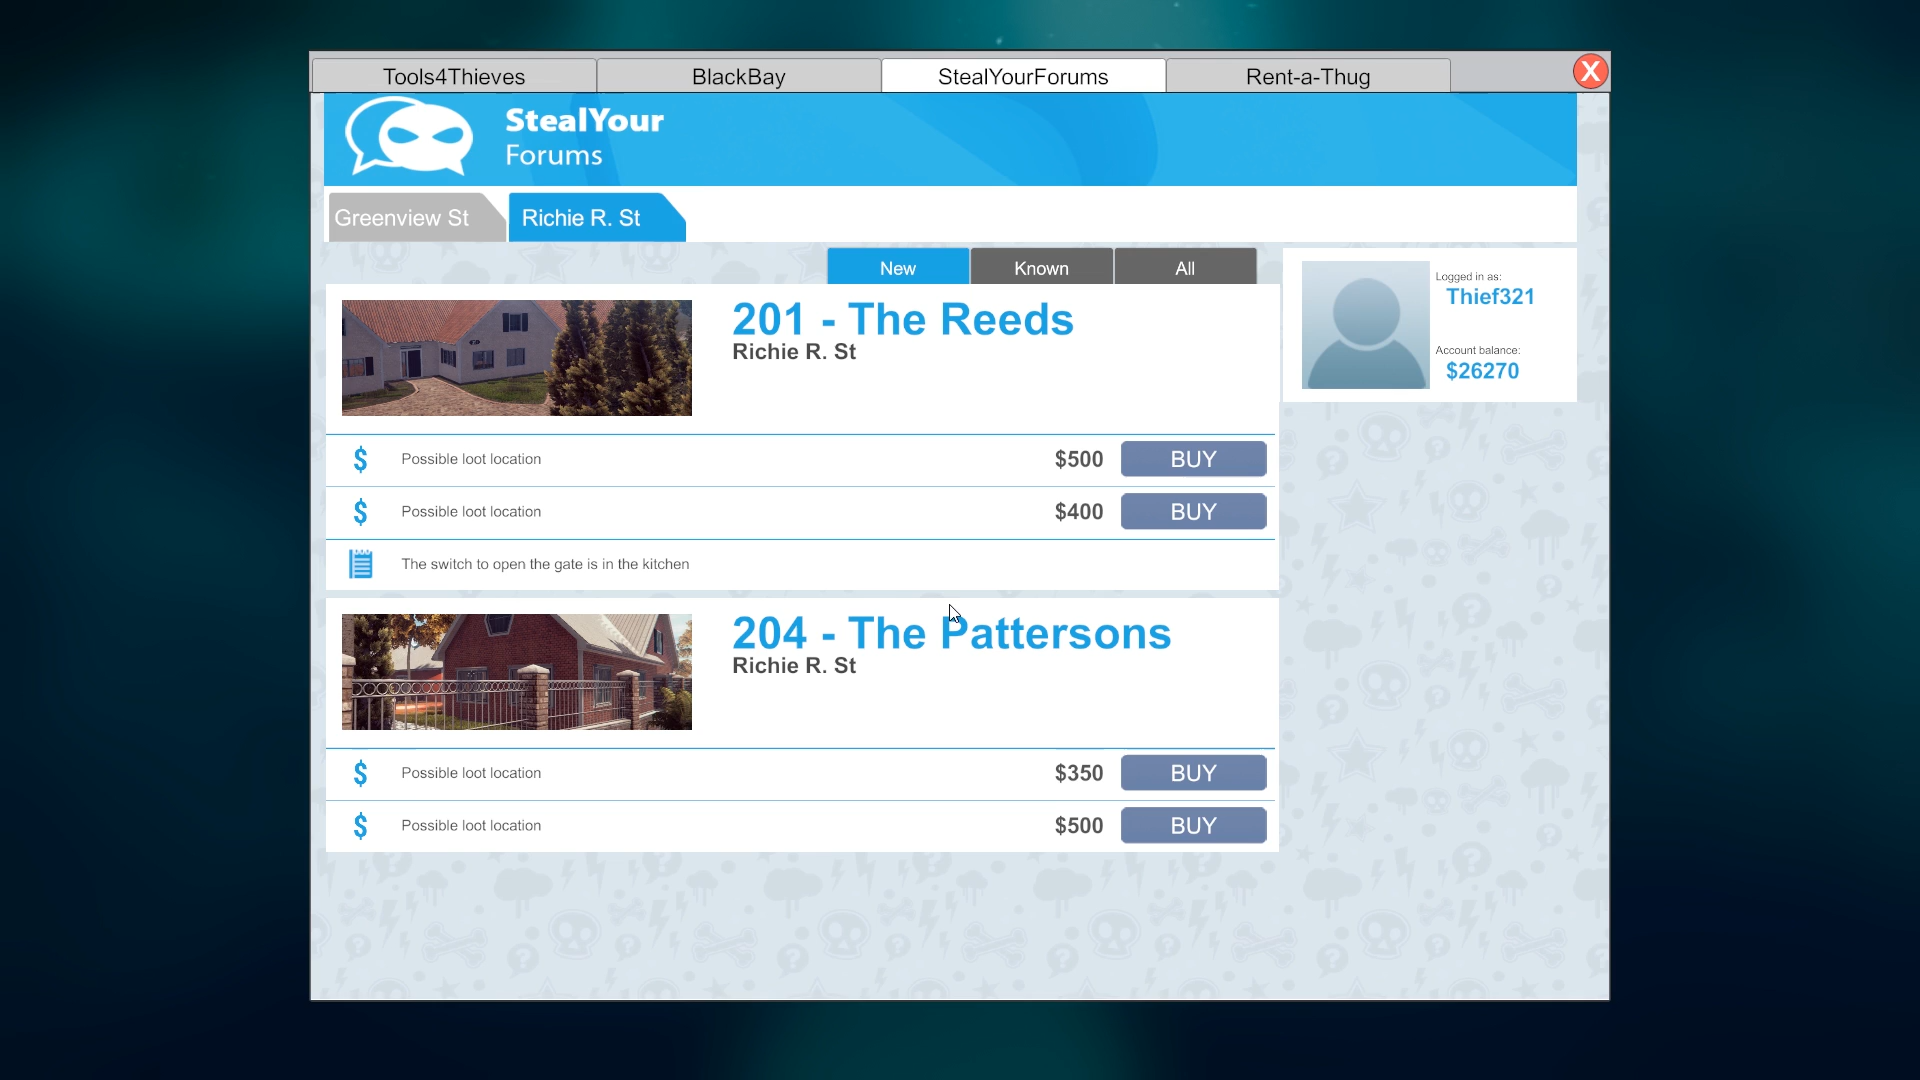 Tools4Thieves
BlackBay
StealYourForums
Rent-a-Thug
X
StealYour
Forums
Greenview St
Richie R. St
New
Known
All
Logged in as:
Thief321
Account balance:
$26270
201 - The Reeds
Richie R. St
$ Possible loot location $500 BUY
$ Possible loot location $400 BUY
The switch to open the gate is in the kitchen
204 - The Pattersons
Richie R. St
$ Possible loot location $350 BUY
$ Possible loot location $500 BUY